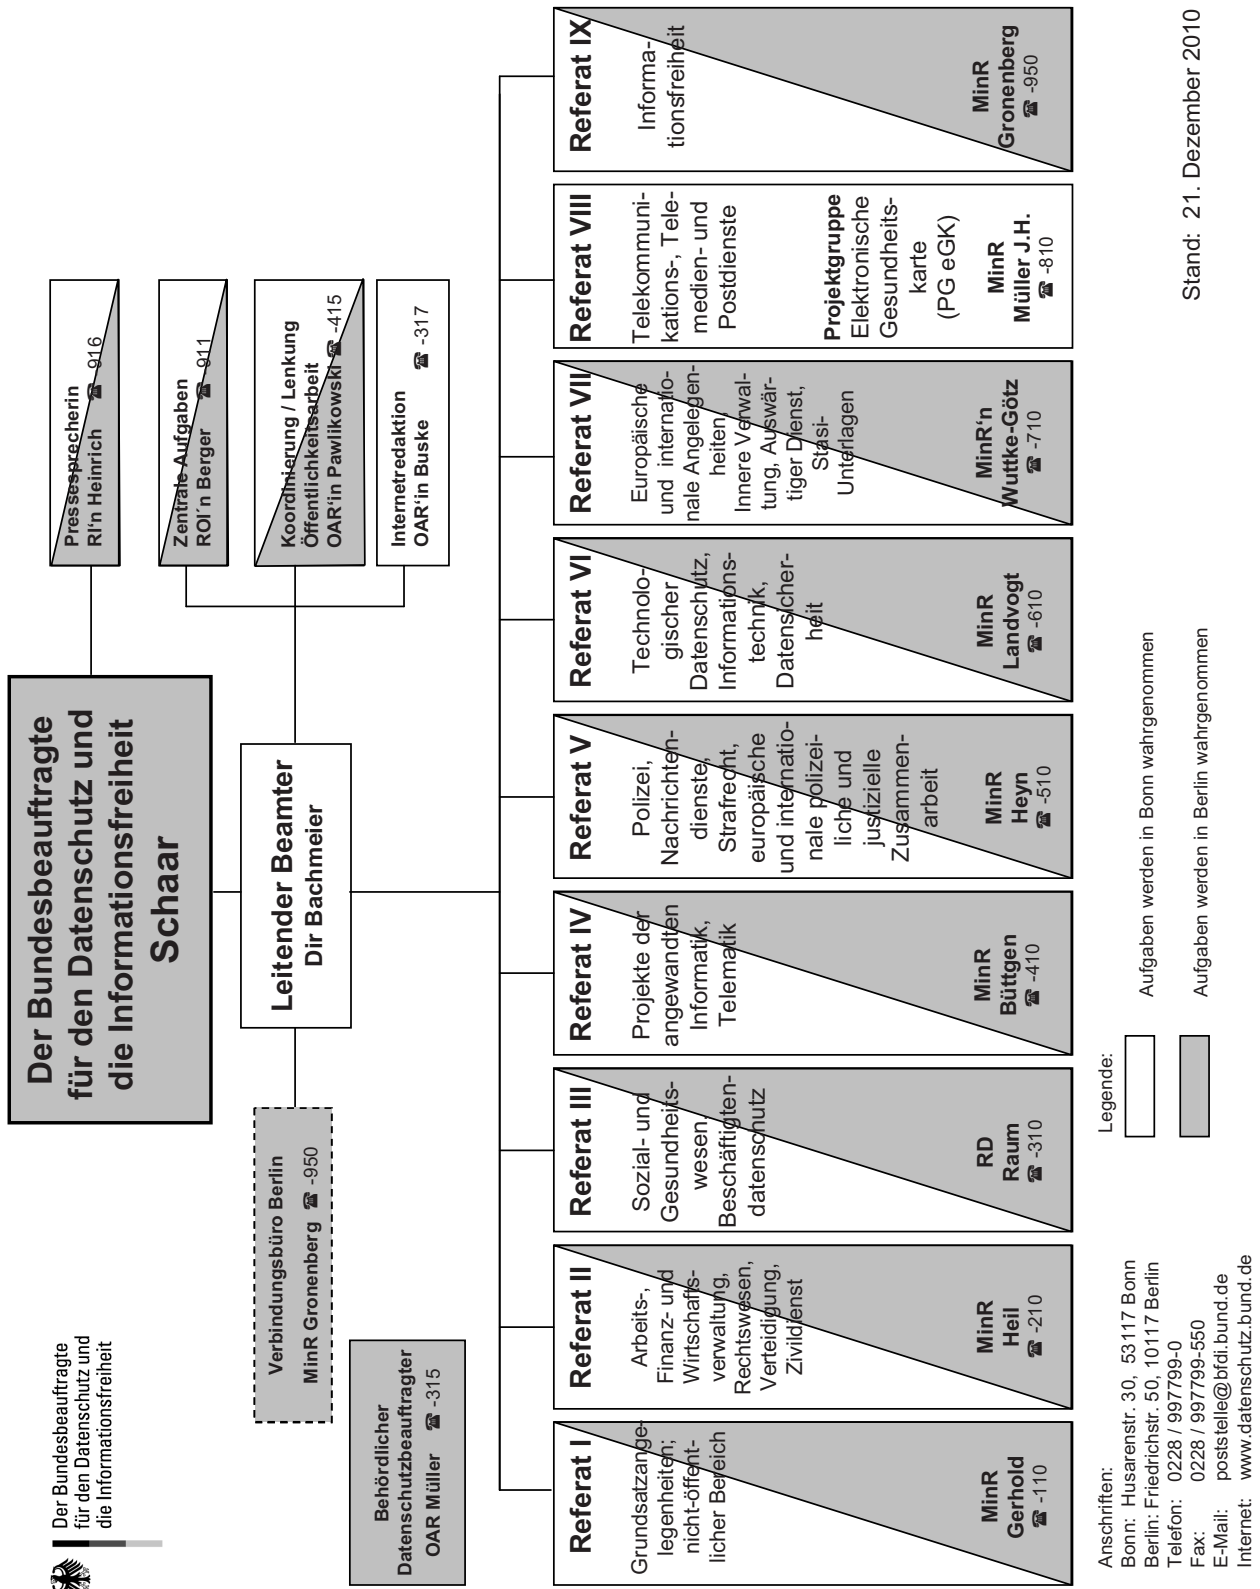 Der Bundesbeauftragte
für den Datenschutz und
die Informationsfreiheit
Der Bundesbeauftragte
für den Datenschutz und
die Informationsfreiheit
Schaar
Pressesprecherin
RI'n Heinrich ☎ -916
Leitender Beamter
Dir Bachmeier
Verbindungsbüro Berlin
MinR Gronenberg ☎ -950
Zentrale Aufgaben
ROI´n Berger ☎ -911
Koordinierung / Lenkung
Öffentlichkeitsarbeit
OAR'in Pawlikowski ☎ -415
Internetredaktion
OAR'in Buske ☎ -317
Behördlicher
Datenschutzbeauftragter
OAR Müller ☎ -315
Referat I
Grundsatzange-
legenheiten;
nicht-öffent-
licher Bereich
MinR
Gerhold
☎ -110
Referat II
Arbeits-,
Finanz- und
Wirtschafts-
verwaltung,
Rechtswesen,
Verteidigung,
Zivildienst
MinR
Heil
☎ -210
Referat III
Sozial- und
Gesundheits-
wesen,
Beschäftigten-
datenschutz
RD
Raum
☎ -310
Referat IV
Projekte der
angewandten
Informatik,
Telematik
MinR
Büttgen
☎ -410
Referat V
Polizei,
Nachrichten-
dienste,
Strafrecht,
europäische
und internatio-
nale polizei-
liche und
justizielle
Zusammen-
arbeit
MinR
Heyn
☎ -510
Referat VI
Technolo-
gischer
Datenschutz,
Informations-
technik,
Datensicher-
heit
MinR
Landvogt
☎ -610
Referat VII
Europäische
und internatio-
nale Angelegen-
heiten,
Innere Verwal-
tung, Auswär-
tiger Dienst,
Stasi-
Unterlagen
MinR'n
Wuttke-Götz
☎ -710
Referat VIII
Telekommuni-
kations-, Tele-
medien- und
Postdienste
Projektgruppe
Elektronische
Gesundheits-
karte
(PG eGK)
MinR
Müller J.H.
☎ -810
Referat IX
Informa-
tionsfreiheit
MinR
Gronenberg
☎ -950
Anschriften:
Bonn: Husarenstr. 30, 53117 Bonn
Berlin: Friedrichstr. 50, 10117 Berlin
Telefon: 0228 / 997799-0
Fax: 0228 / 997799-550
E-Mail: poststelle@bfdi.bund.de
Internet: www.datenschutz.bund.de
Legende:
Aufgaben werden in Bonn wahrgenommen
Aufgaben werden in Berlin wahrgenommen
Stand: 21. Dezember 2010